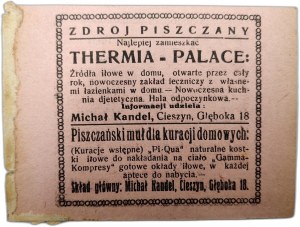 ZDROJ PISZCZANY
Najlepiej zamieszkać
THERMIA - PALACE:
Źródła iłowe w domu, otwarte przez cały
rok, nowoczesny zakład leczniczy z własne-
mi łazienkami w domu. — Nowoczesna kuch-
nia djetetyczna. Hala odpoczynkowa. —
Informacji udziela:
Michał Kandel, Cieszyn, Głęboka 18
Piszczański muł dla kuracji domowych:
(Kuracje wstępne) „Pi-Qua" naturalne kost-
ki iłowe do nakładania na ciało „Gamma-
Kompresy" gotowe okłady iłowe, w każdej
aptece do nabycia. —
Skład główny: Michał Kandel, Cieszyn, Głęboka 18.